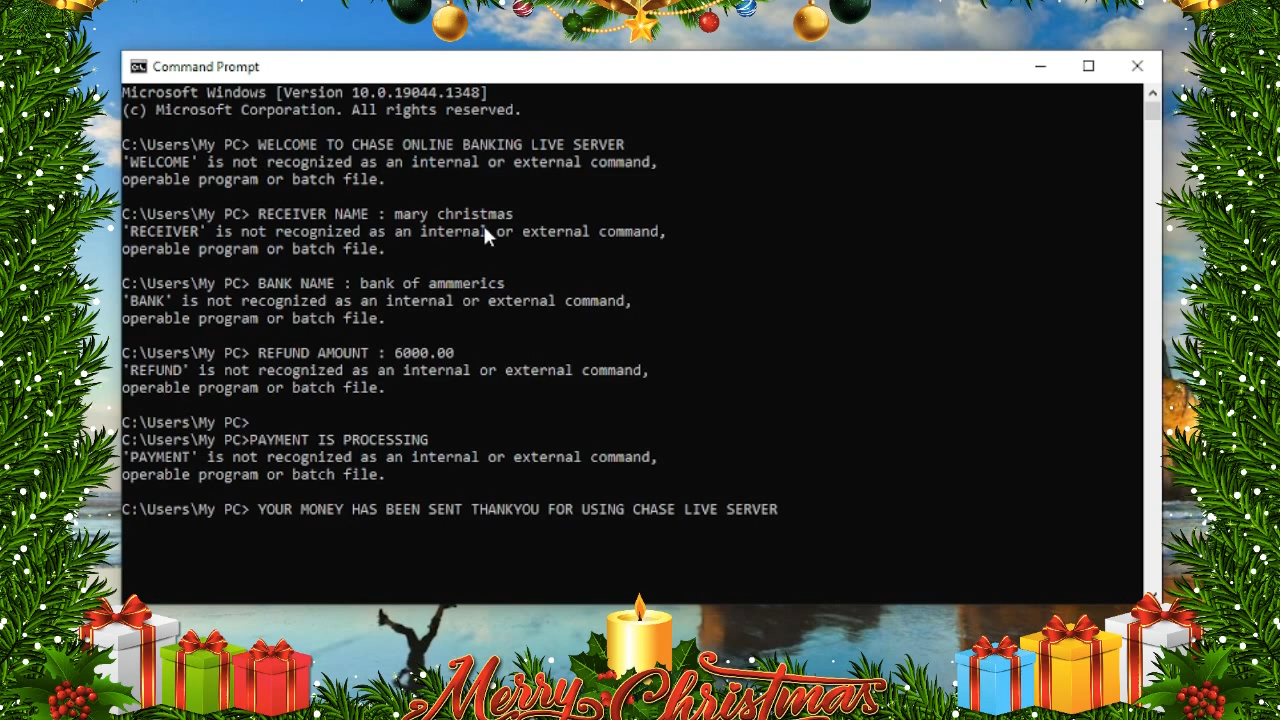 Command Prompt
Microsoft Windows [Version 10.0.19044.1348]
(c) Microsoft Corporation. All rights reserved.
C:\Users\My PC> WELCOME TO CHASE ONLINE BANKING LIVE SERVER
'WELCOME' is not recognized as an internal or external command,
operable program or batch file.
C:\Users\My PC> RECEIVER NAME : mary christmas
'RECEIVER' is not recognized as an internal or external command,
operable program or batch file.
C:\Users\My PC> BANK NAME : bank of ammmerics
'BANK' is not recognized as an internal or external command,
operable program or batch file.
C:\Users\My PC> REFUND AMOUNT : 6000.00
'REFUND' is not recognized as an internal or external command,
operable program or batch file.
C:\Users\My PC>
C:\Users\My PC>PAYMENT IS PROCESSING
'PAYMENT' is not recognized as an internal or external command,
operable program or batch file.
C:\Users\My PC> YOUR MONEY HAS BEEN SENT THANKYOU FOR USING CHASE LIVE SERVER
Merry Christmas